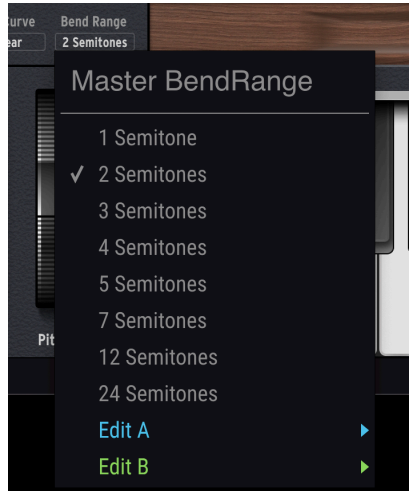 Curve Bend Range
ear 2 Semitones
Master BendRange
1 Semitone
✓ 2 Semitones
3 Semitones
4 Semitones
5 Semitones
7 Semitones
12 Semitones
24 Semitones
Pit
Edit A
Edit B